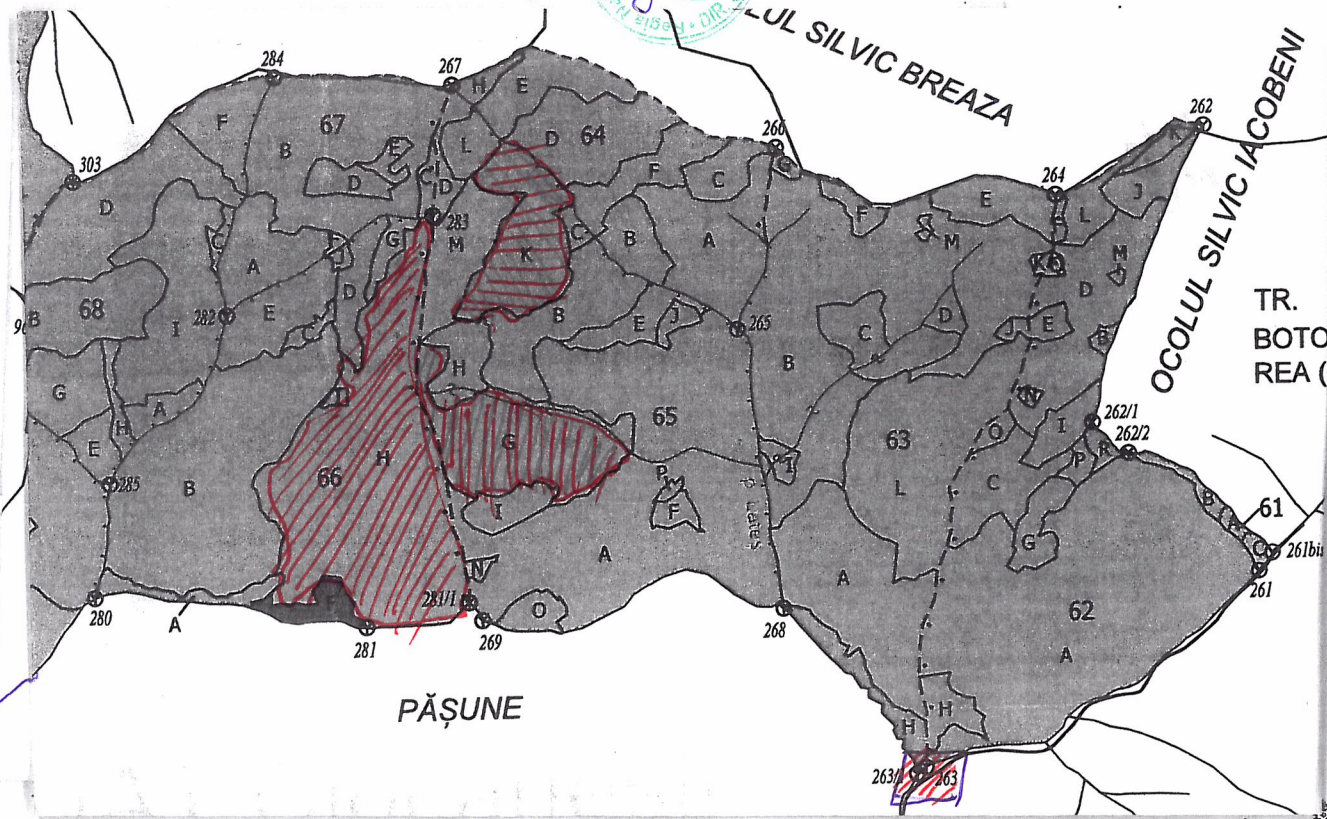 OCOLUL SILVIC BREAZA
OCOLUL SILVIC IACOBENI
TR.
BOTO
REA (
PĂȘUNE
284
267
260
262
264
303
283
282
265
262/1
262/2
285
261bis
261
280
281
281/1
269
268
263/1
263
61
62
63
64
65
66
67
68
F
B
E
D
D
C
A
F
E
C
D
G
I
B
G
E
H
A
B
I
H
A
H
E
L
D
C
D
M
K
F
C
C
B
A
B
E
J
H
G
I
P
F
A
N
O
F
E
M
C
D
B
I
L
A
C
G
H
H
A
K
J
L
M
D
J
E
B
N
I
O
P
R
B
A
C